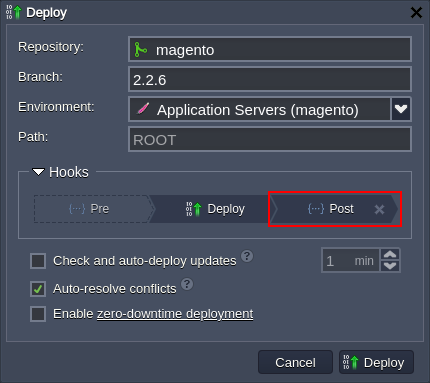 Deploy
Repository: magento
Branch: 2.2.6
Environment: Application Servers (magento)
Path: ROOT
Hooks
{···} Pre Deploy {···} Post
Check and auto-deploy updates ? 1 min
Auto-resolve conflicts ?
Enable zero-downtime deployment
Cancel Deploy